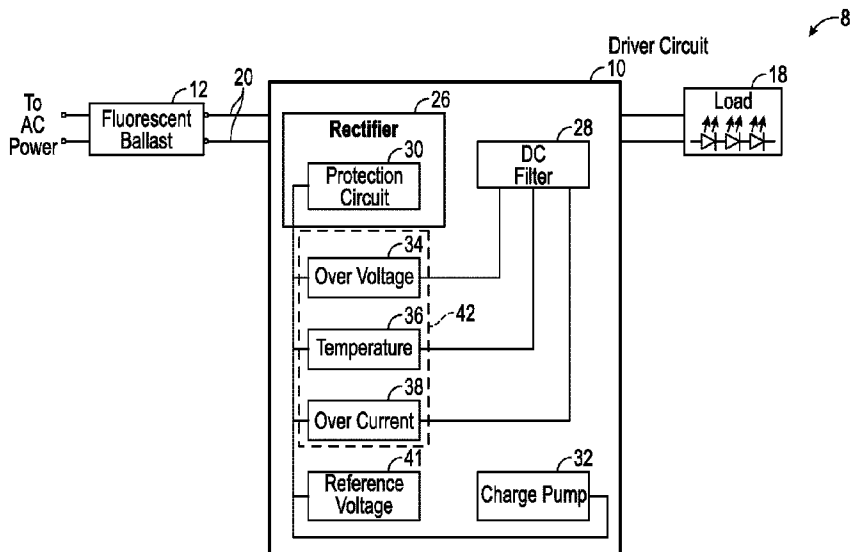 8
Driver Circuit
10
18
12
20
26
To
AC
Power
Fluorescent
Ballast
Rectifier
28
Load
30
Protection
Circuit
DC
Filter
34
Over Voltage
42
36
Temperature
38
Over Current
41
Reference
Voltage
32
Charge Pump